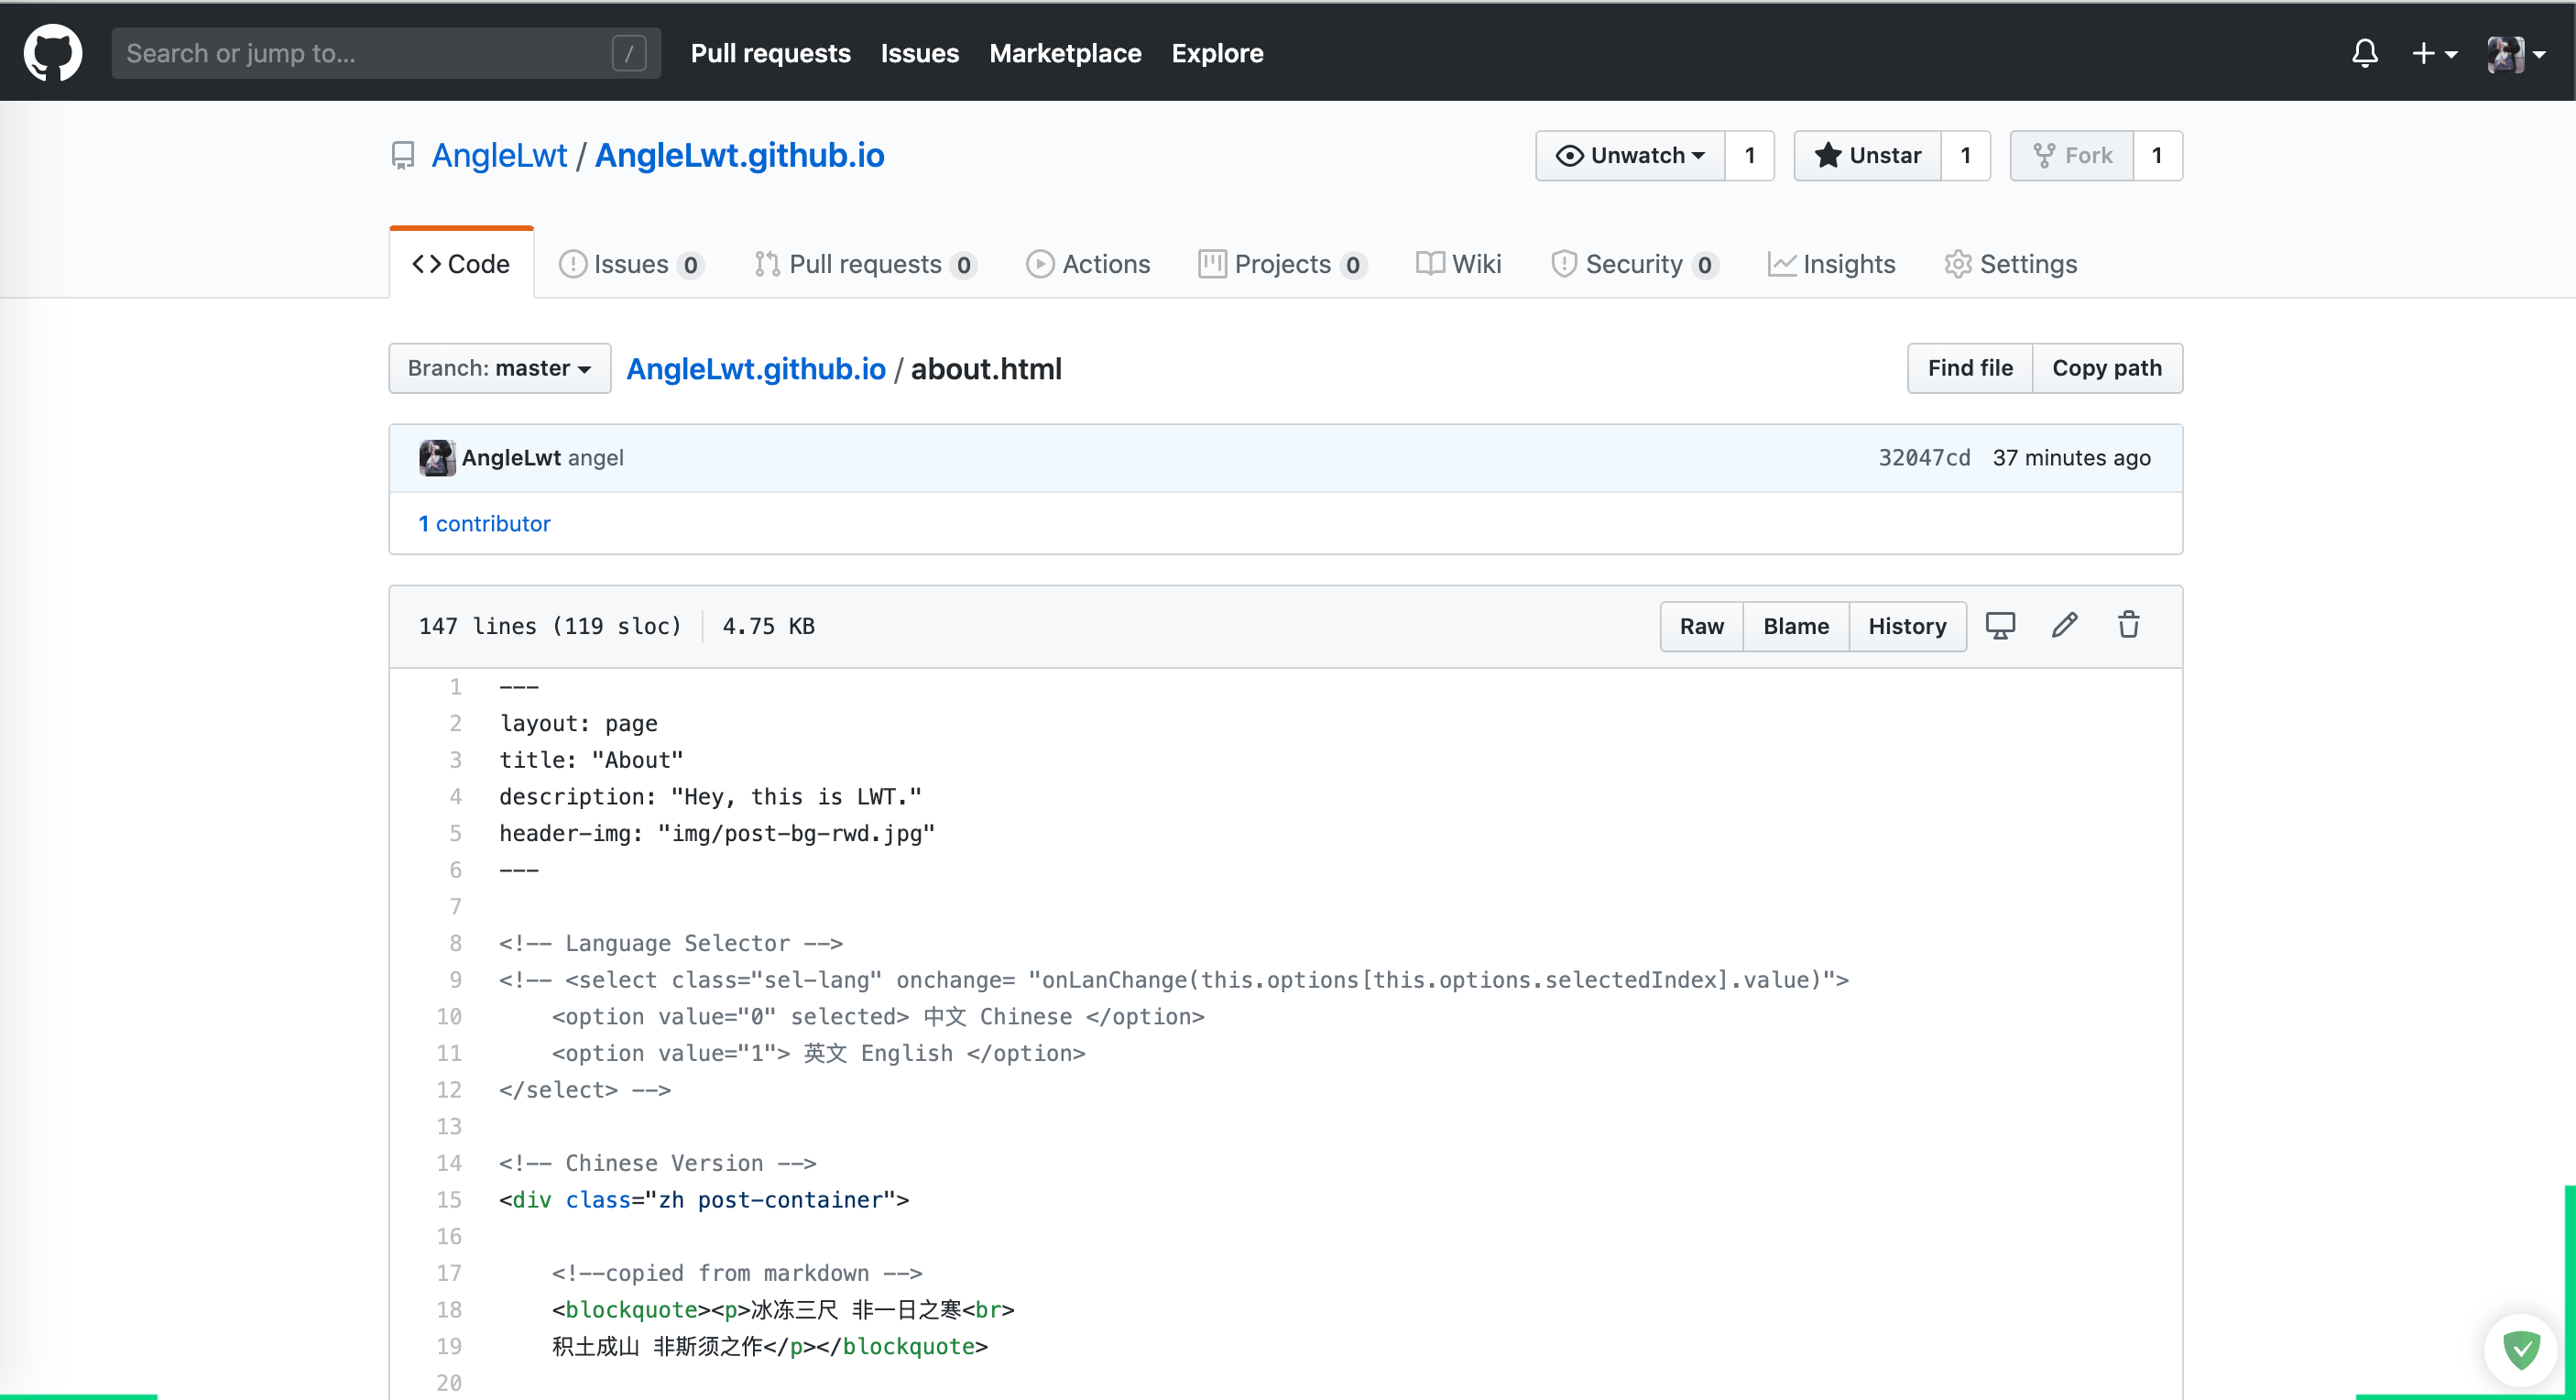 Search or jump to... / Pull requests Issues Marketplace Explore
AngleLwt / AngleLwt.github.io Unwatch 1 Unstar 1 Fork 1
Code Issues 0 Pull requests 0 Actions Projects 0 Wiki Security 0 Insights Settings
Branch: master AngleLwt.github.io / about.html Find file Copy path
AngleLwt angel 32047cd 37 minutes ago
1 contributor
147 lines (119 sloc) 4.75 KB Raw Blame History
1 ---
2 layout: page
3 title: "About"
4 description: "Hey, this is LWT."
5 header-img: "img/post-bg-rwd.jpg"
6 ---
7
8 <!-- Language Selector -->
9 <!-- <select class="sel-lang" onchange= "onLanChange(this.options[this.options.selectedIndex].value)">
10 <option value="0" selected> 中文 Chinese </option>
11 <option value="1"> 英文 English </option>
12 </select> -->
13
14 <!-- Chinese Version -->
15 <div class="zh post-container">
16
17 <!--copied from markdown -->
18 <blockquote><p>冰冻三尺 非一日之寒<br>
19 积土成山 非斯须之作</p></blockquote>
20